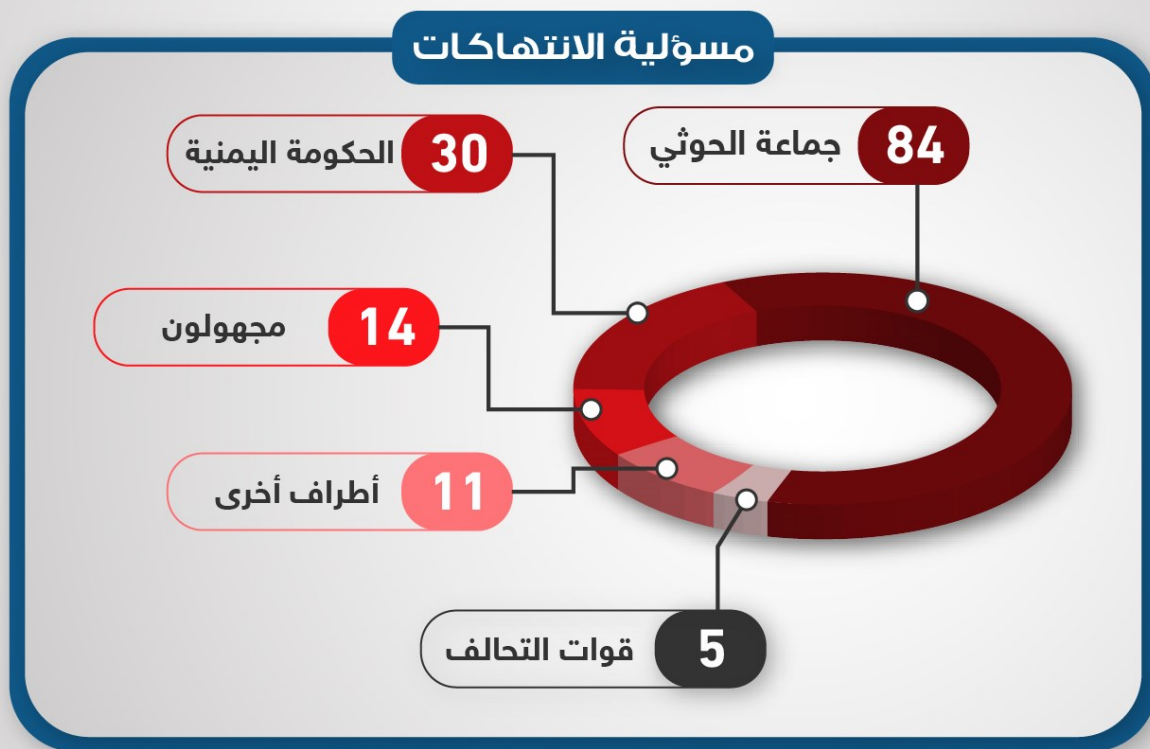 مسؤلية الانتهاكات
84 جماعة الحوثي
30 الحكومة اليمنية
14 مجهولون
11 أطراف أخرى
5 قوات التحالف